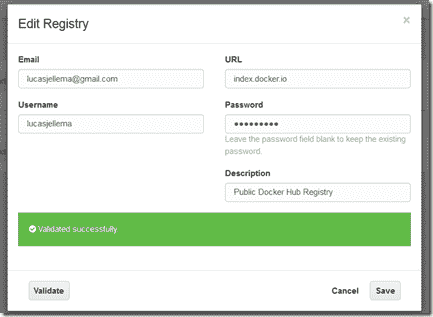 Edit Registry
×
Email
URL
lucasjellema@gmail.com
index.docker.io
Username
Password
lucasjellema
●●●●●●●●●
Leave the password field blank to keep the existing
password.
Description
Public Docker Hub Registry
Validated successfully
Validate
Cancel
Save